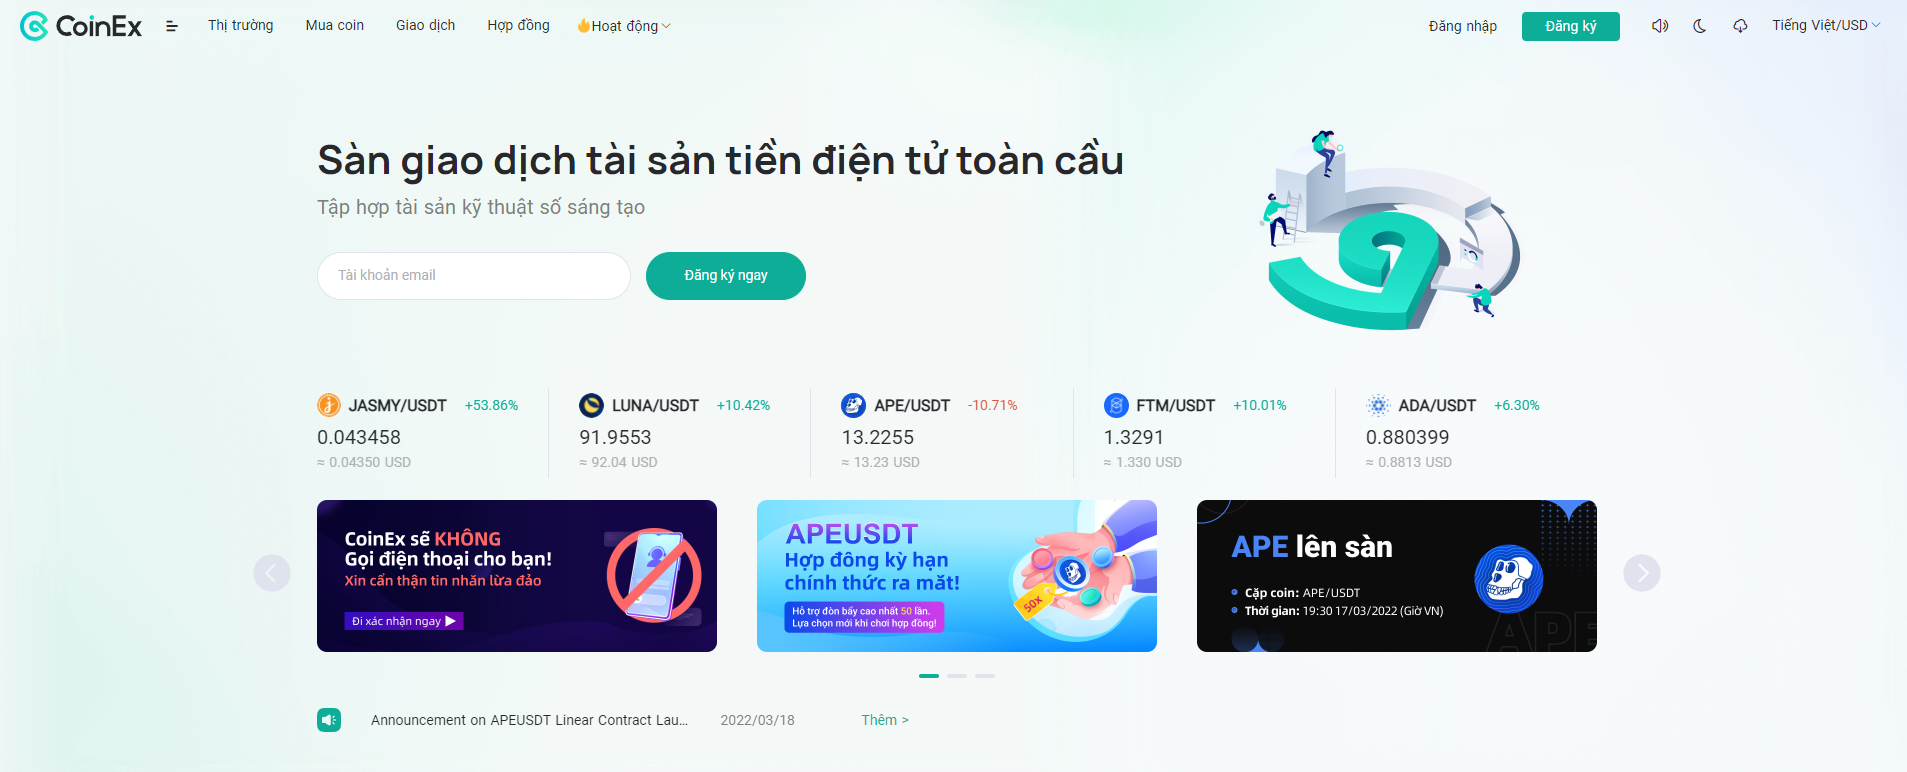 CoinEx
Thị trường
Mua coin
Giao dịch
Hợp đồng
Hoạt động
Đăng nhập
Đăng ký
Tiếng Việt/USD
Sàn giao dịch tài sản tiền điện tử toàn cầu
Tập hợp tài sản kỹ thuật số sáng tạo
Tài khoản email
Đăng ký ngay
JASMY/USDT +53.86%
0.043458
≈ 0.04350 USD
LUNA/USDT +10.42%
91.9553
≈ 92.04 USD
APE/USDT -10.71%
13.2255
≈ 13.23 USD
FTM/USDT +10.01%
1.3291
≈ 1.330 USD
ADA/USDT +6.30%
0.880399
≈ 0.8813 USD
CoinEx sẽ KHÔNG
Gọi điện thoại cho bạn!
Xin cẩn thận tin nhắn lừa đảo
Đi xác nhận ngay ▶
APEUSDT
Hợp đồng kỳ hạn
chính thức ra mắt!
Hỗ trợ đòn bẩy cao nhất 50 lần.
Lựa chọn mới khi chơi hợp đồng!
50x
APE lên sàn
Cặp coin: APE/USDT
Thời gian: 19:30 17/03/2022 (Giờ VN)
APE
Announcement on APEUSDT Linear Contract Lau...
2022/03/18
Thêm >